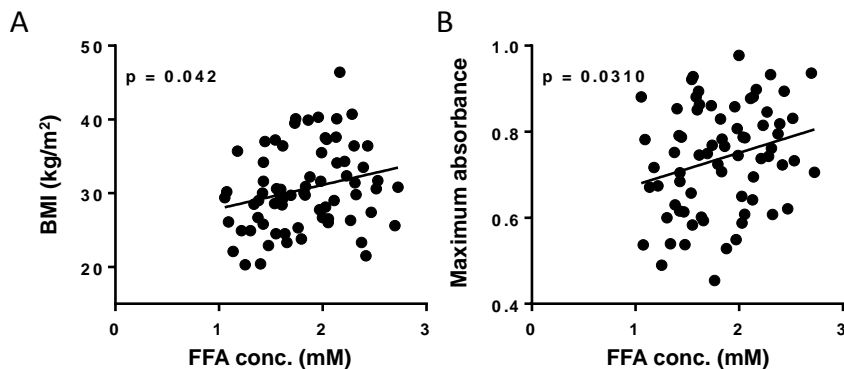 A
BMI (kg/m²)
50
40
30
20
p = 0.042
0
1
2
3
FFA conc. (mM)
B
Maximum absorbance
1.0
0.8
0.6
0.4
p = 0.0310
0
1
2
3
FFA conc. (mM)